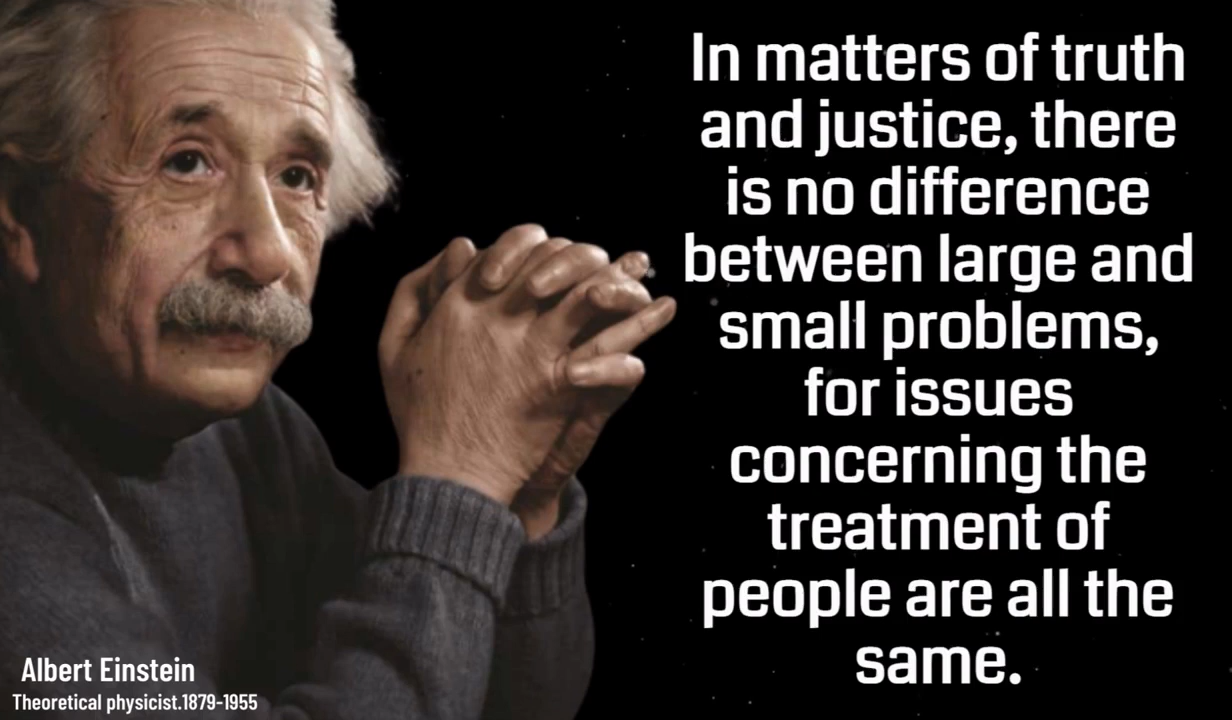 In matters of truth
and justice, there
is no difference
between large and
small problems,
for issues
concerning the
treatment of
people are all the
same.
Albert Einstein
Theoretical physicist.1879-1955